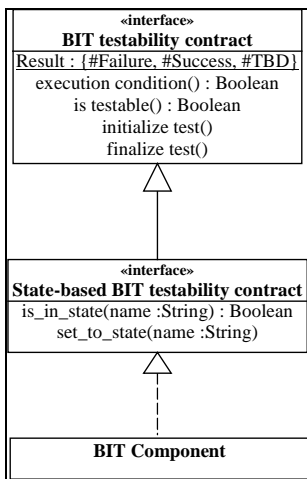 «interface»
BIT testability contract
Result : {#Failure, #Success, #TBD}
execution condition() : Boolean
is testable() : Boolean
initialize test()
finalize test()
«interface»
State-based BIT testability contract
is_in_state(name :String) : Boolean
set_to_state(name :String)
BIT Component